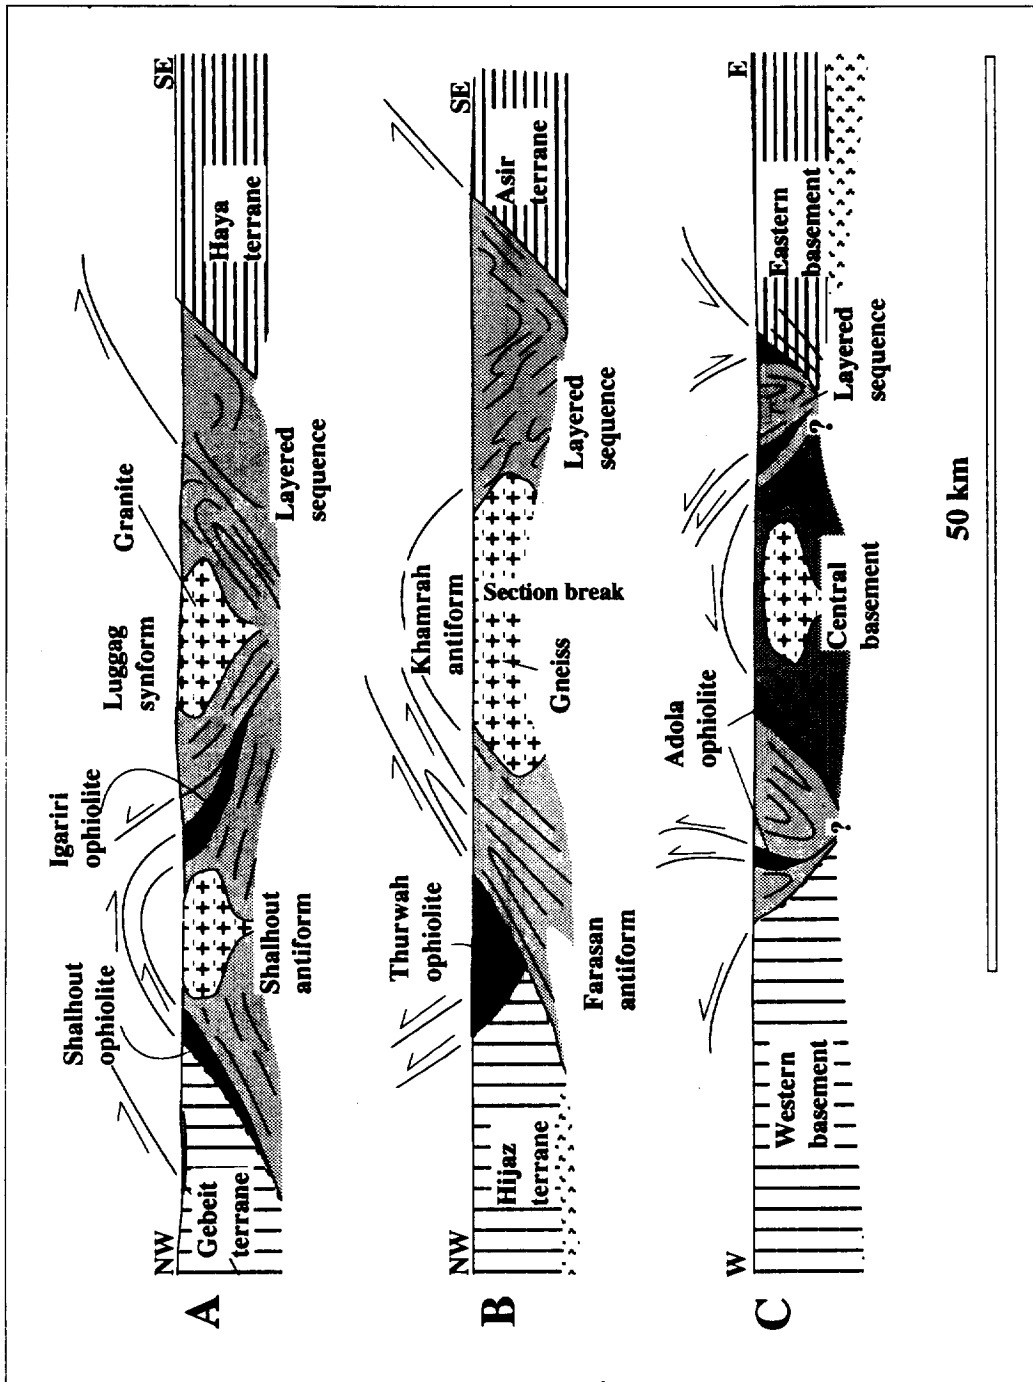 A
NW
SE
Gebeit
terrane
Shalhout
ophiolite
Shalhout
antiform
Igariri
ophiolite
Luggag
synform
Granite
Layered
sequence
Haya
terrane
B
NW
SE
Hijaz
terrane
Thurwah
ophiolite
Farasan
antiform
Khamrah
antiform
Section break
Gneiss
Layered
sequence
Asir
terrane
C
W
E
Western
basement
?
Adola
ophiolite
Central
basement
?
Layered
sequence
Eastern
basement
50 km